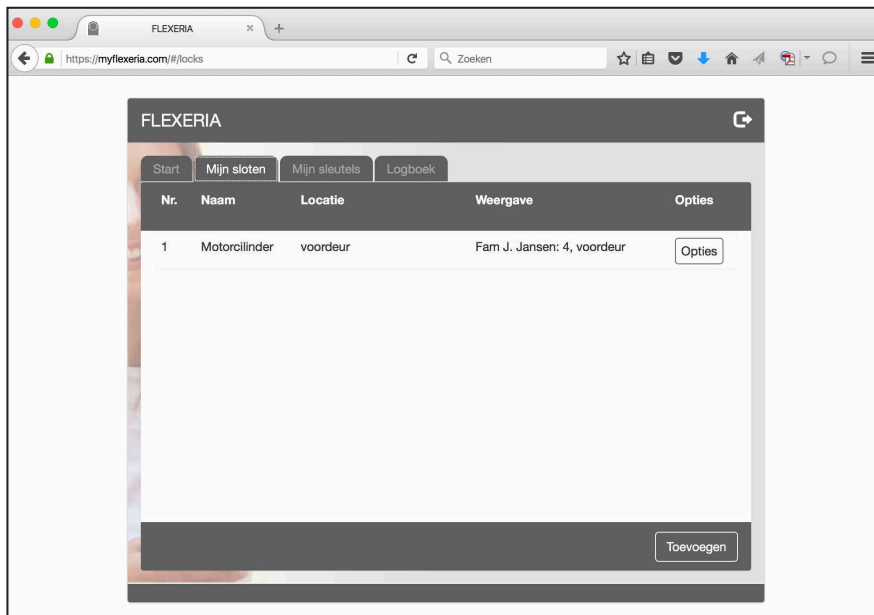 FLEXERIA
https://myflexeria.com/#/locks
Zoeken
FLEXERIA
Start Mijn sloten Mijn sleutels Logboek
Nr. Naam Locatie Weergave Opties
1 Motorcilinder voordeur Fam J. Jansen: 4, voordeur Opties
Toevoegen